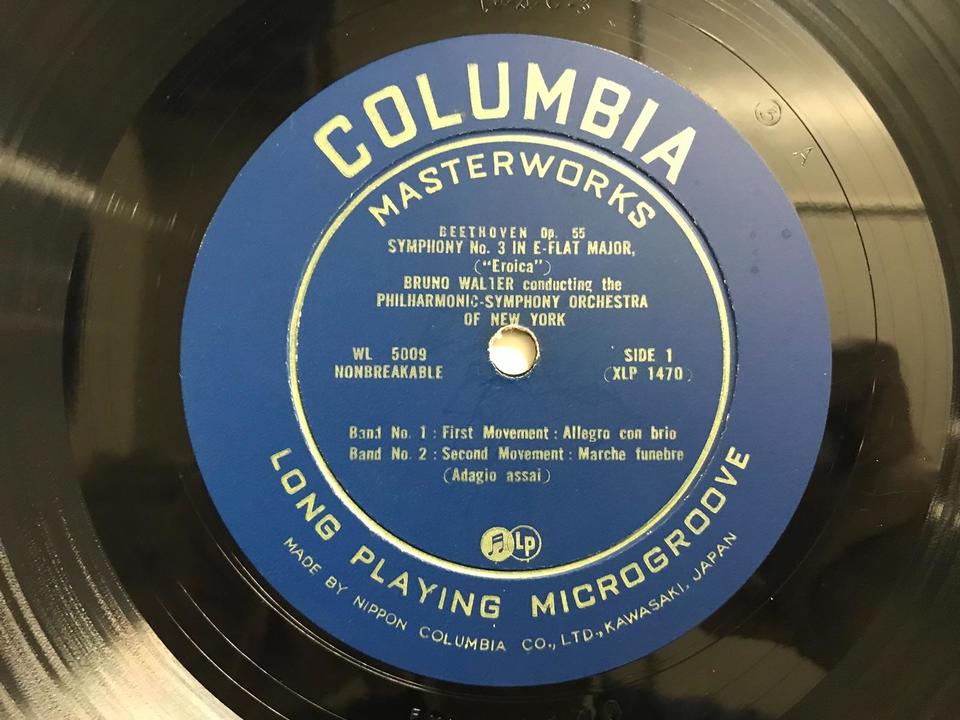 COLUMBIA
MASTERWORKS
BEETHOVEN Op. 55
SYMPHONY No. 3 IN E-FLAT MAJOR,
("Eroica")
BRUNO WALTER conducting the
PHILHARMONIC-SYMPHONY ORCHESTRA
OF NEW YORK
WL 5009
NONBREAKABLE
SIDE 1
(XLP 1470)
Band No. 1 : First Movement : Allegro con brio
Band No. 2 : Second Movement : Marche funebre
(Adagio assai)
Lp
LONG PLAYING MICROGROOVE
MADE BY NIPPON COLUMBIA CO., LTD., KAWASAKI, JAPAN
A